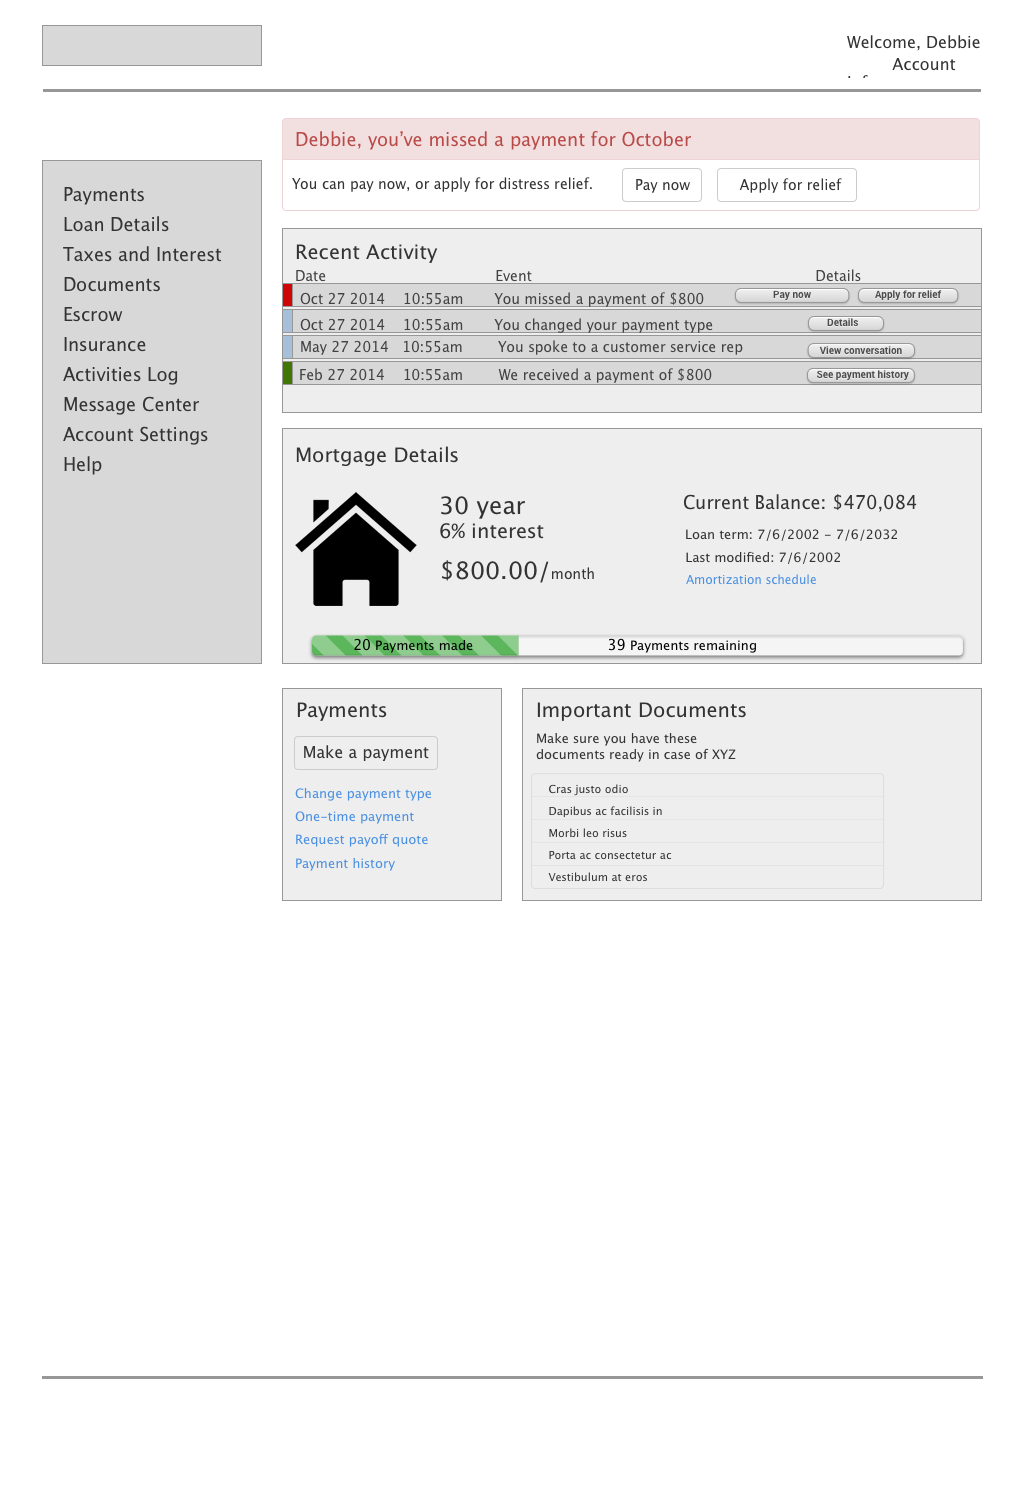 Welcome, Debbie
Account
Debbie, you've missed a payment for October
You can pay now, or apply for distress relief. Pay now Apply for relief
Payments
Loan Details
Taxes and Interest
Documents
Escrow
Insurance
Activities Log
Message Center
Account Settings
Help
Recent Activity
Date Event Details
Oct 27 2014 10:55am You missed a payment of $800 Pay now Apply for relief
Oct 27 2014 10:55am You changed your payment type Details
May 27 2014 10:55am You spoke to a customer service rep View conversation
Feb 27 2014 10:55am We received a payment of $800 See payment history
Mortgage Details
30 year
6% interest
$800.00/month
Current Balance: $470,084
Loan term: 7/6/2002 - 7/6/2032
Last modified: 7/6/2002
Amortization schedule
20 Payments made 39 Payments remaining
Payments
Make a payment
Change payment type
One-time payment
Request payoff quote
Payment history
Important Documents
Make sure you have these
documents ready in case of XYZ
Cras justo odio
Dapibus ac facilisis in
Morbi leo risus
Porta ac consectetur ac
Vestibulum at eros